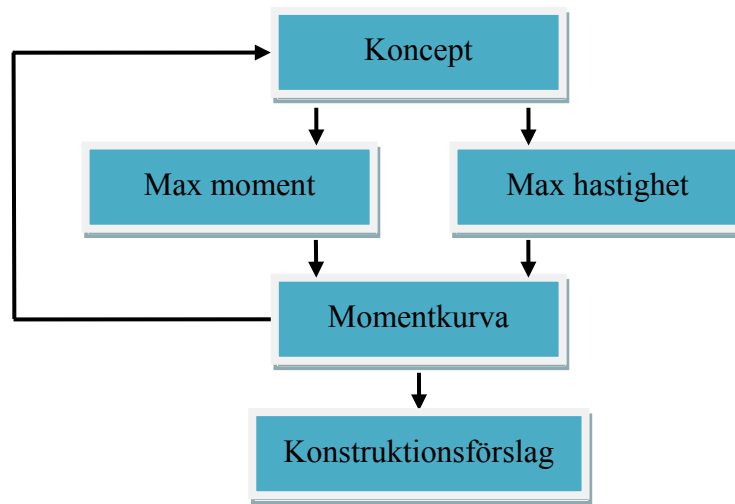 Koncept
Max moment
Max hastighet
Momentkurva
Konstruktionsförslag